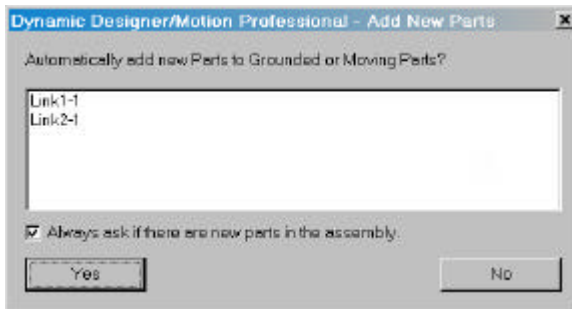 Dynamic Designer/Motion Professional - Add New Parts
Automatically add new Parts to Grounded or Moving Parts?
Link1-1
Link2-1
Always ask if there are new parts in the assembly.
Yes
No